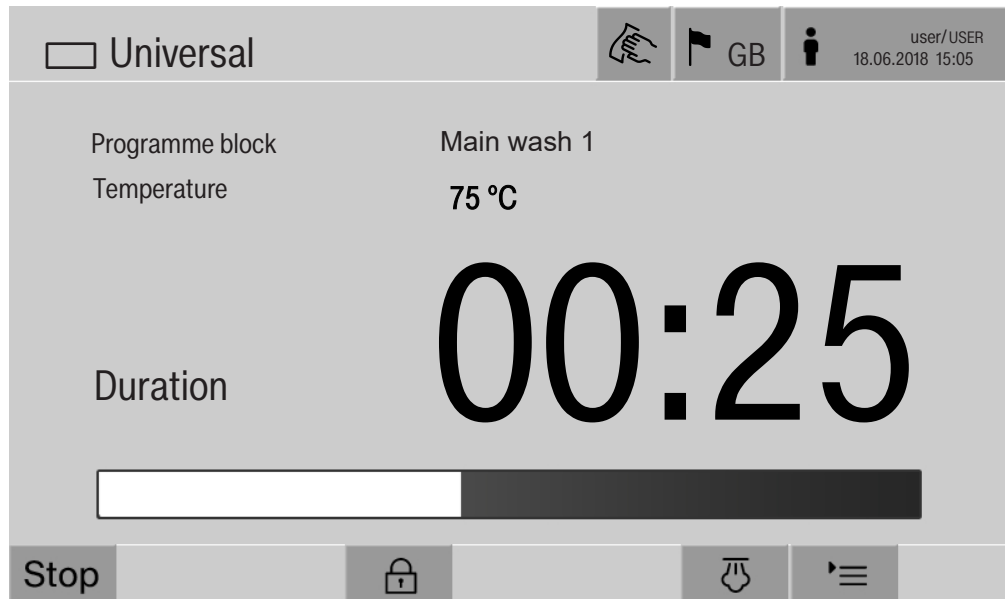 Universal
GB
user/USER
18.06.2018 15:05
Programme block Main wash 1
Temperature 75 °C
00:25
Duration
Stop